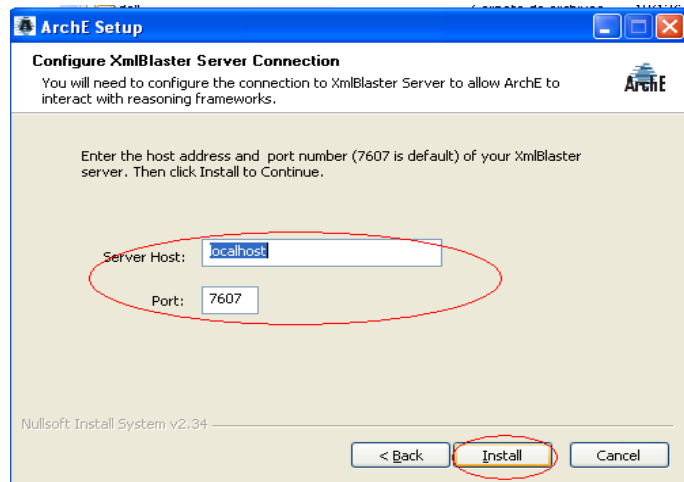 ArchE Setup
Configure XmlBlaster Server Connection
You will need to configure the connection to XmlBlaster Server to allow ArchE to
interact with reasoning frameworks.
ArchE
Enter the host address and port number (7607 is default) of your XmlBlaster
server. Then click Install to Continue.
Server Host: localhost
Port: 7607
Nullsoft Install System v2.34
< Back Install Cancel